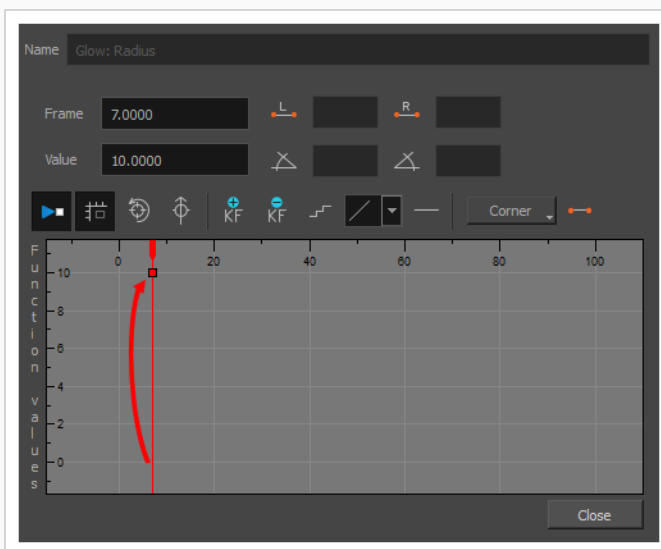 Name Glow: Radius
Frame 7.0000 L R
Value 10.0000
KF KF Corner
Function values
0 20 40 60 80 100
10
8
6
4
2
0
Close